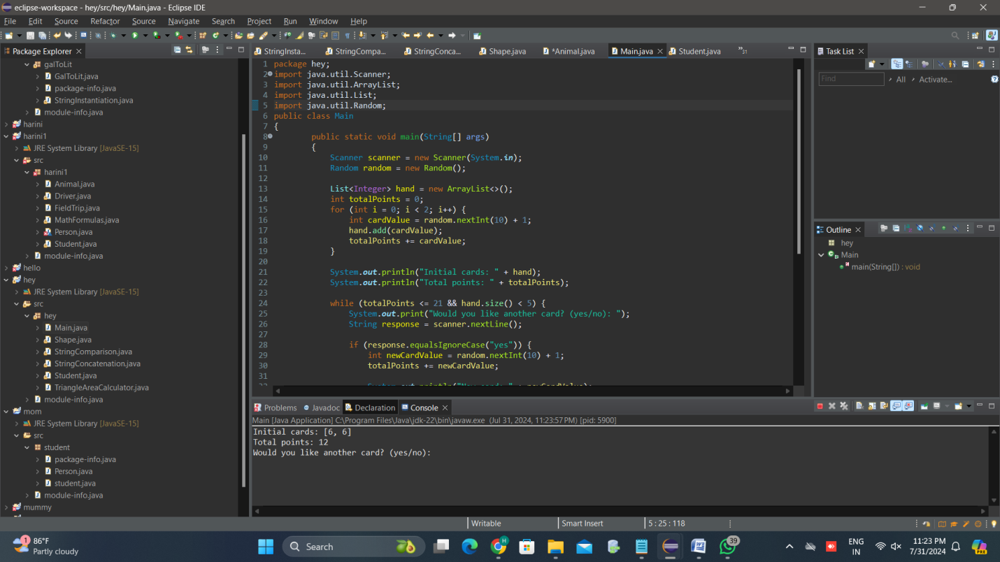 eclipse-workspace - hey/src/hey/Main.java - Eclipse IDE
File Edit Source Refactor Source Navigate Search Project Run Window Help
Package Explorer
galToLit
GalToLit.java
package-info.java
StringInstantiation.java
module-info.java
harini
harini1
JRE System Library [JavaSE-15]
src
harini1
Animal.java
Driver.java
FieldTrip.java
MathFormulas.java
Person.java
Student.java
module-info.java
hello
hey
JRE System Library [JavaSE-15]
src
hey
Main.java
Shape.java
StringComparison.java
StringConcatenation.java
Student.java
TriangleAreaCalculator.java
module-info.java
mom
JRE System Library [JavaSE-15]
src
student
package-info.java
Person.java
student.java
module-info.java
mummy
StringInsta... StringCompa... StringConca... Shape.java *Animal.java Main.java Student.java »31
1 package hey;
2 import java.util.Scanner;
3 import java.util.ArrayList;
4 import java.util.List;
5 import java.util.Random;
6 public class Main
7 {
8 public static void main(String[] args)
9 {
10 Scanner scanner = new Scanner(System.in);
11 Random random = new Random();
12
13 List<Integer> hand = new ArrayList<>();
14 int totalPoints = 0;
15 for (int i = 0; i < 2; i++) {
16 int cardValue = random.nextInt(10) + 1;
17 hand.add(cardValue);
18 totalPoints += cardValue;
19 }
20
21 System.out.println("Initial cards: " + hand);
22 System.out.println("Total points: " + totalPoints);
23
24 while (totalPoints <= 21 && hand.size() < 5) {
25 System.out.print("Would you like another card? (yes/no): ");
26 String response = scanner.nextLine();
27
28 if (response.equalsIgnoreCase("yes")) {
29 int newCardValue = random.nextInt(10) + 1;
30 totalPoints += newCardValue;
31
Task List
Find All Activate...
Outline
hey
Main
main(String[]) : void
Problems Javadoc Declaration Console
Main [Java Application] C:\Program Files\Java\jdk-22\bin\javaw.exe (Jul 31, 2024, 11:23:57 PM) [pid: 5900]
Initial cards: [6, 6]
Total points: 12
Would you like another card? (yes/no):
Writable Smart Insert 5 : 25 : 118
1
86°F
Partly cloudy
Search
H
39
PRE
ENG
IN
11:23 PM
7/31/2024